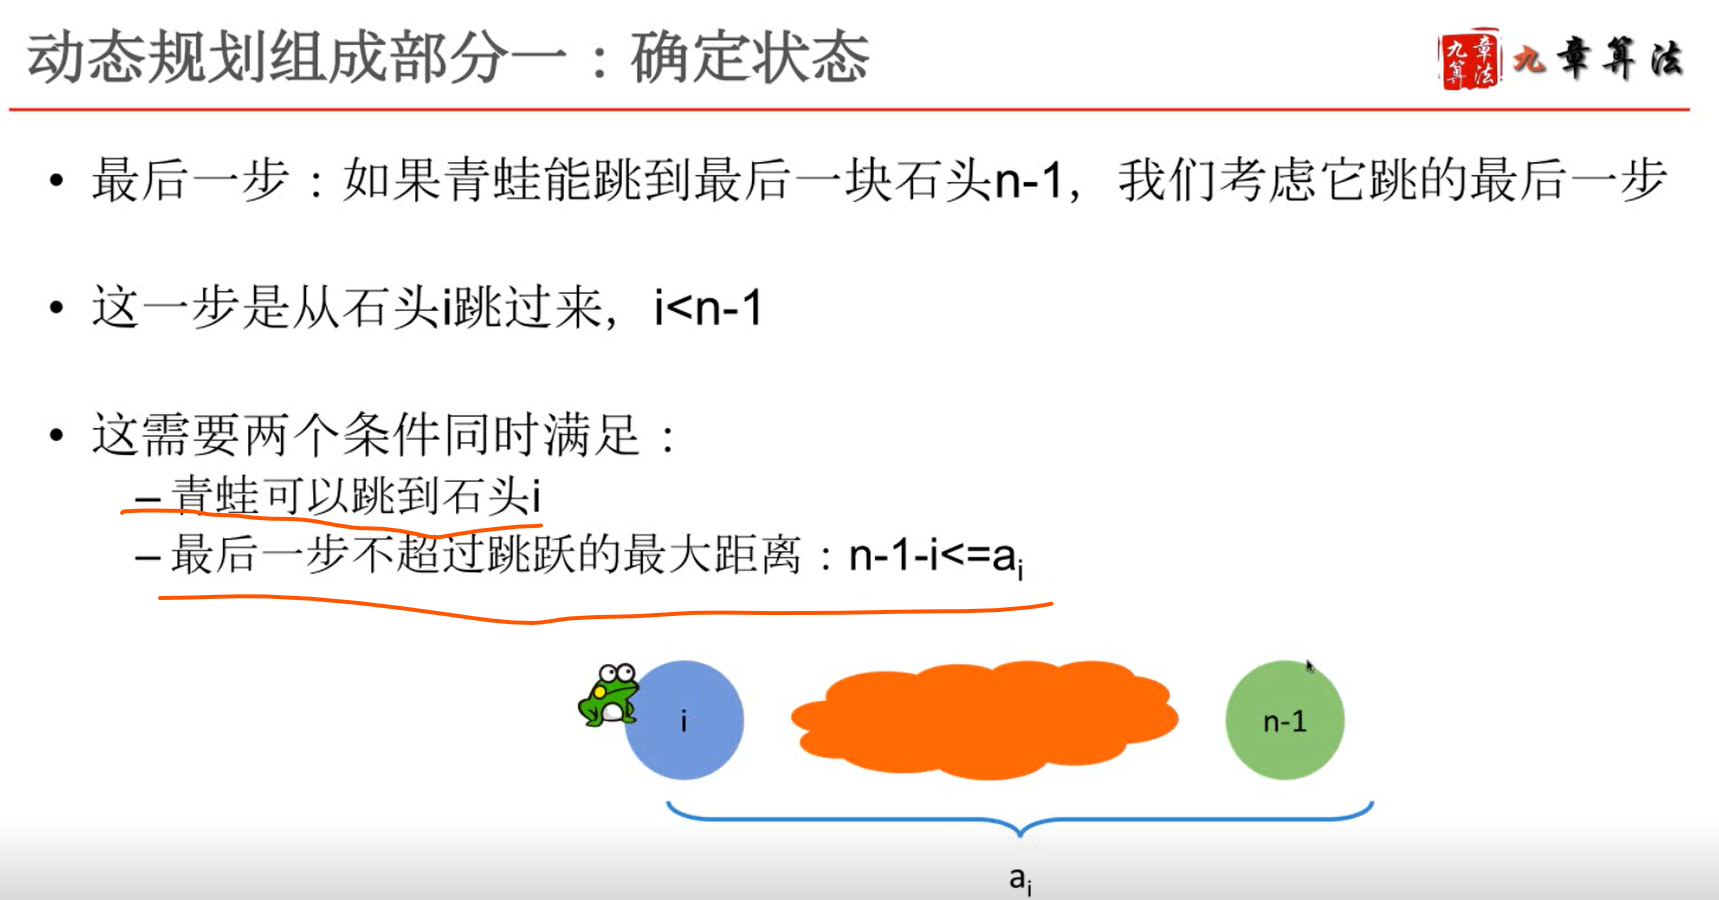 动态规划组成部分一：确定状态
九章算法 九章算法
• 最后一步：如果青蛙能跳到最后一块石头n-1，我们考虑它跳的最后一步
• 这一步是从石头i跳过来，i<n-1
• 这需要两个条件同时满足：
– 青蛙可以跳到石头i
– 最后一步不超过跳跃的最大距离：n-1-i<=aᵢ
i
n-1
aᵢ